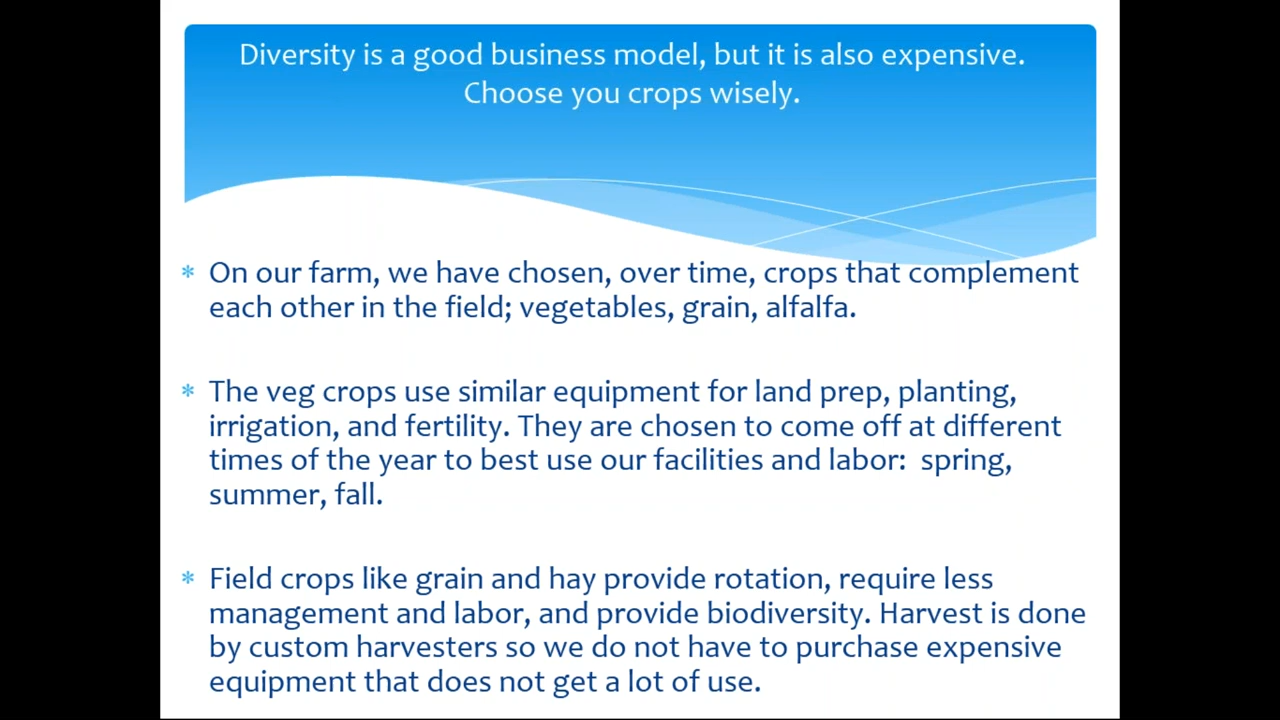 Diversity is a good business model, but it is also expensive.
Choose you crops wisely.
* On our farm, we have chosen, over time, crops that complement
each other in the field; vegetables, grain, alfalfa.
* The veg crops use similar equipment for land prep, planting,
irrigation, and fertility. They are chosen to come off at different
times of the year to best use our facilities and labor:  spring,
summer, fall.
* Field crops like grain and hay provide rotation, require less
management and labor, and provide biodiversity. Harvest is done
by custom harvesters so we do not have to purchase expensive
equipment that does not get a lot of use.